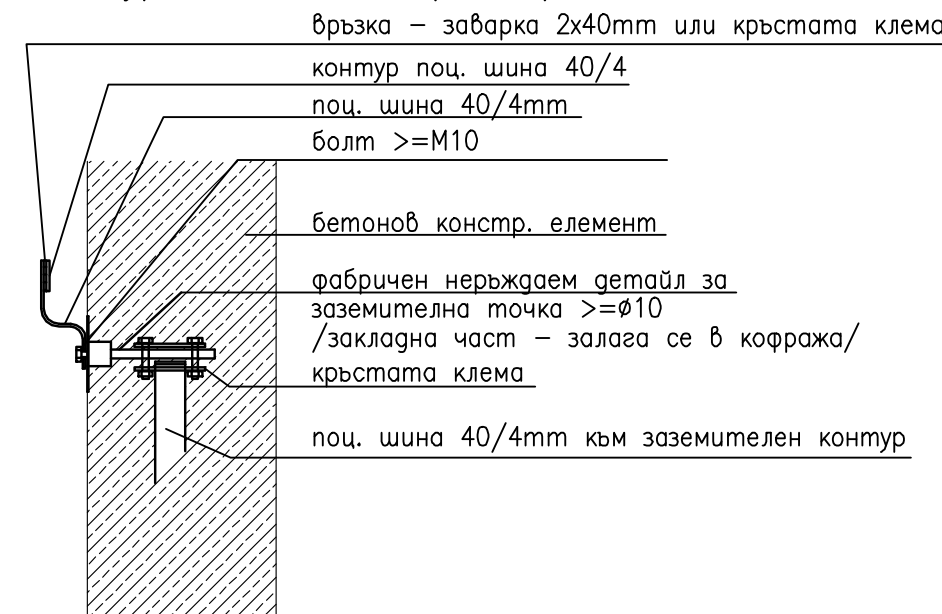 връзка – заварка 2x40mm или кръстата клема
контур поц. шина 40/4
поц. шина 40/4mm
болт >=M10
бетонов констр. елемент
фабричен неръждаем детайл за
заземителна точка >=ø10
/закладна част – залага се в кофража/
кръстата клема
поц. шина 40/4mm към заземителен контур